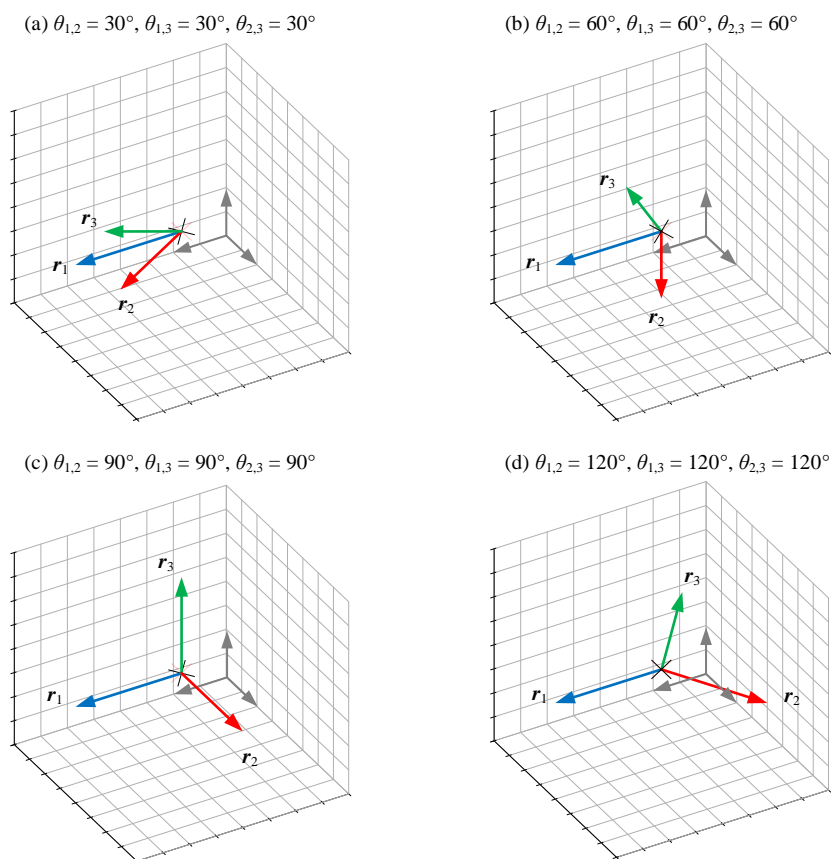 (a) θ1,2 = 30°, θ1,3 = 30°, θ2,3 = 30°
(b) θ1,2 = 60°, θ1,3 = 60°, θ2,3 = 60°
r3
r1
r2
r3
r1
r2
(c) θ1,2 = 90°, θ1,3 = 90°, θ2,3 = 90°
(d) θ1,2 = 120°, θ1,3 = 120°, θ2,3 = 120°
r3
r1
r2
r3
r1
r2